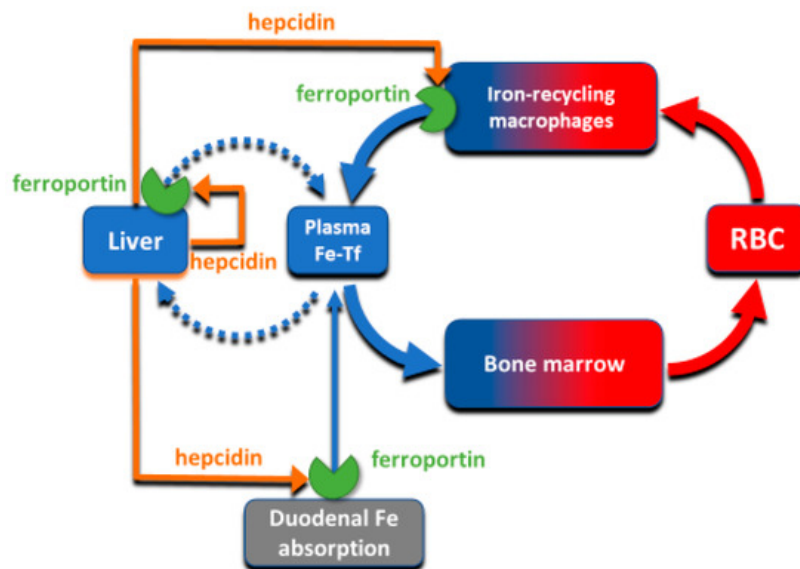 hepcidin
ferroportin
Iron-recycling
macrophages
ferroportin
Liver
hepcidin
Plasma
Fe-Tf
RBC
Bone marrow
hepcidin
ferroportin
Duodenal Fe
absorption